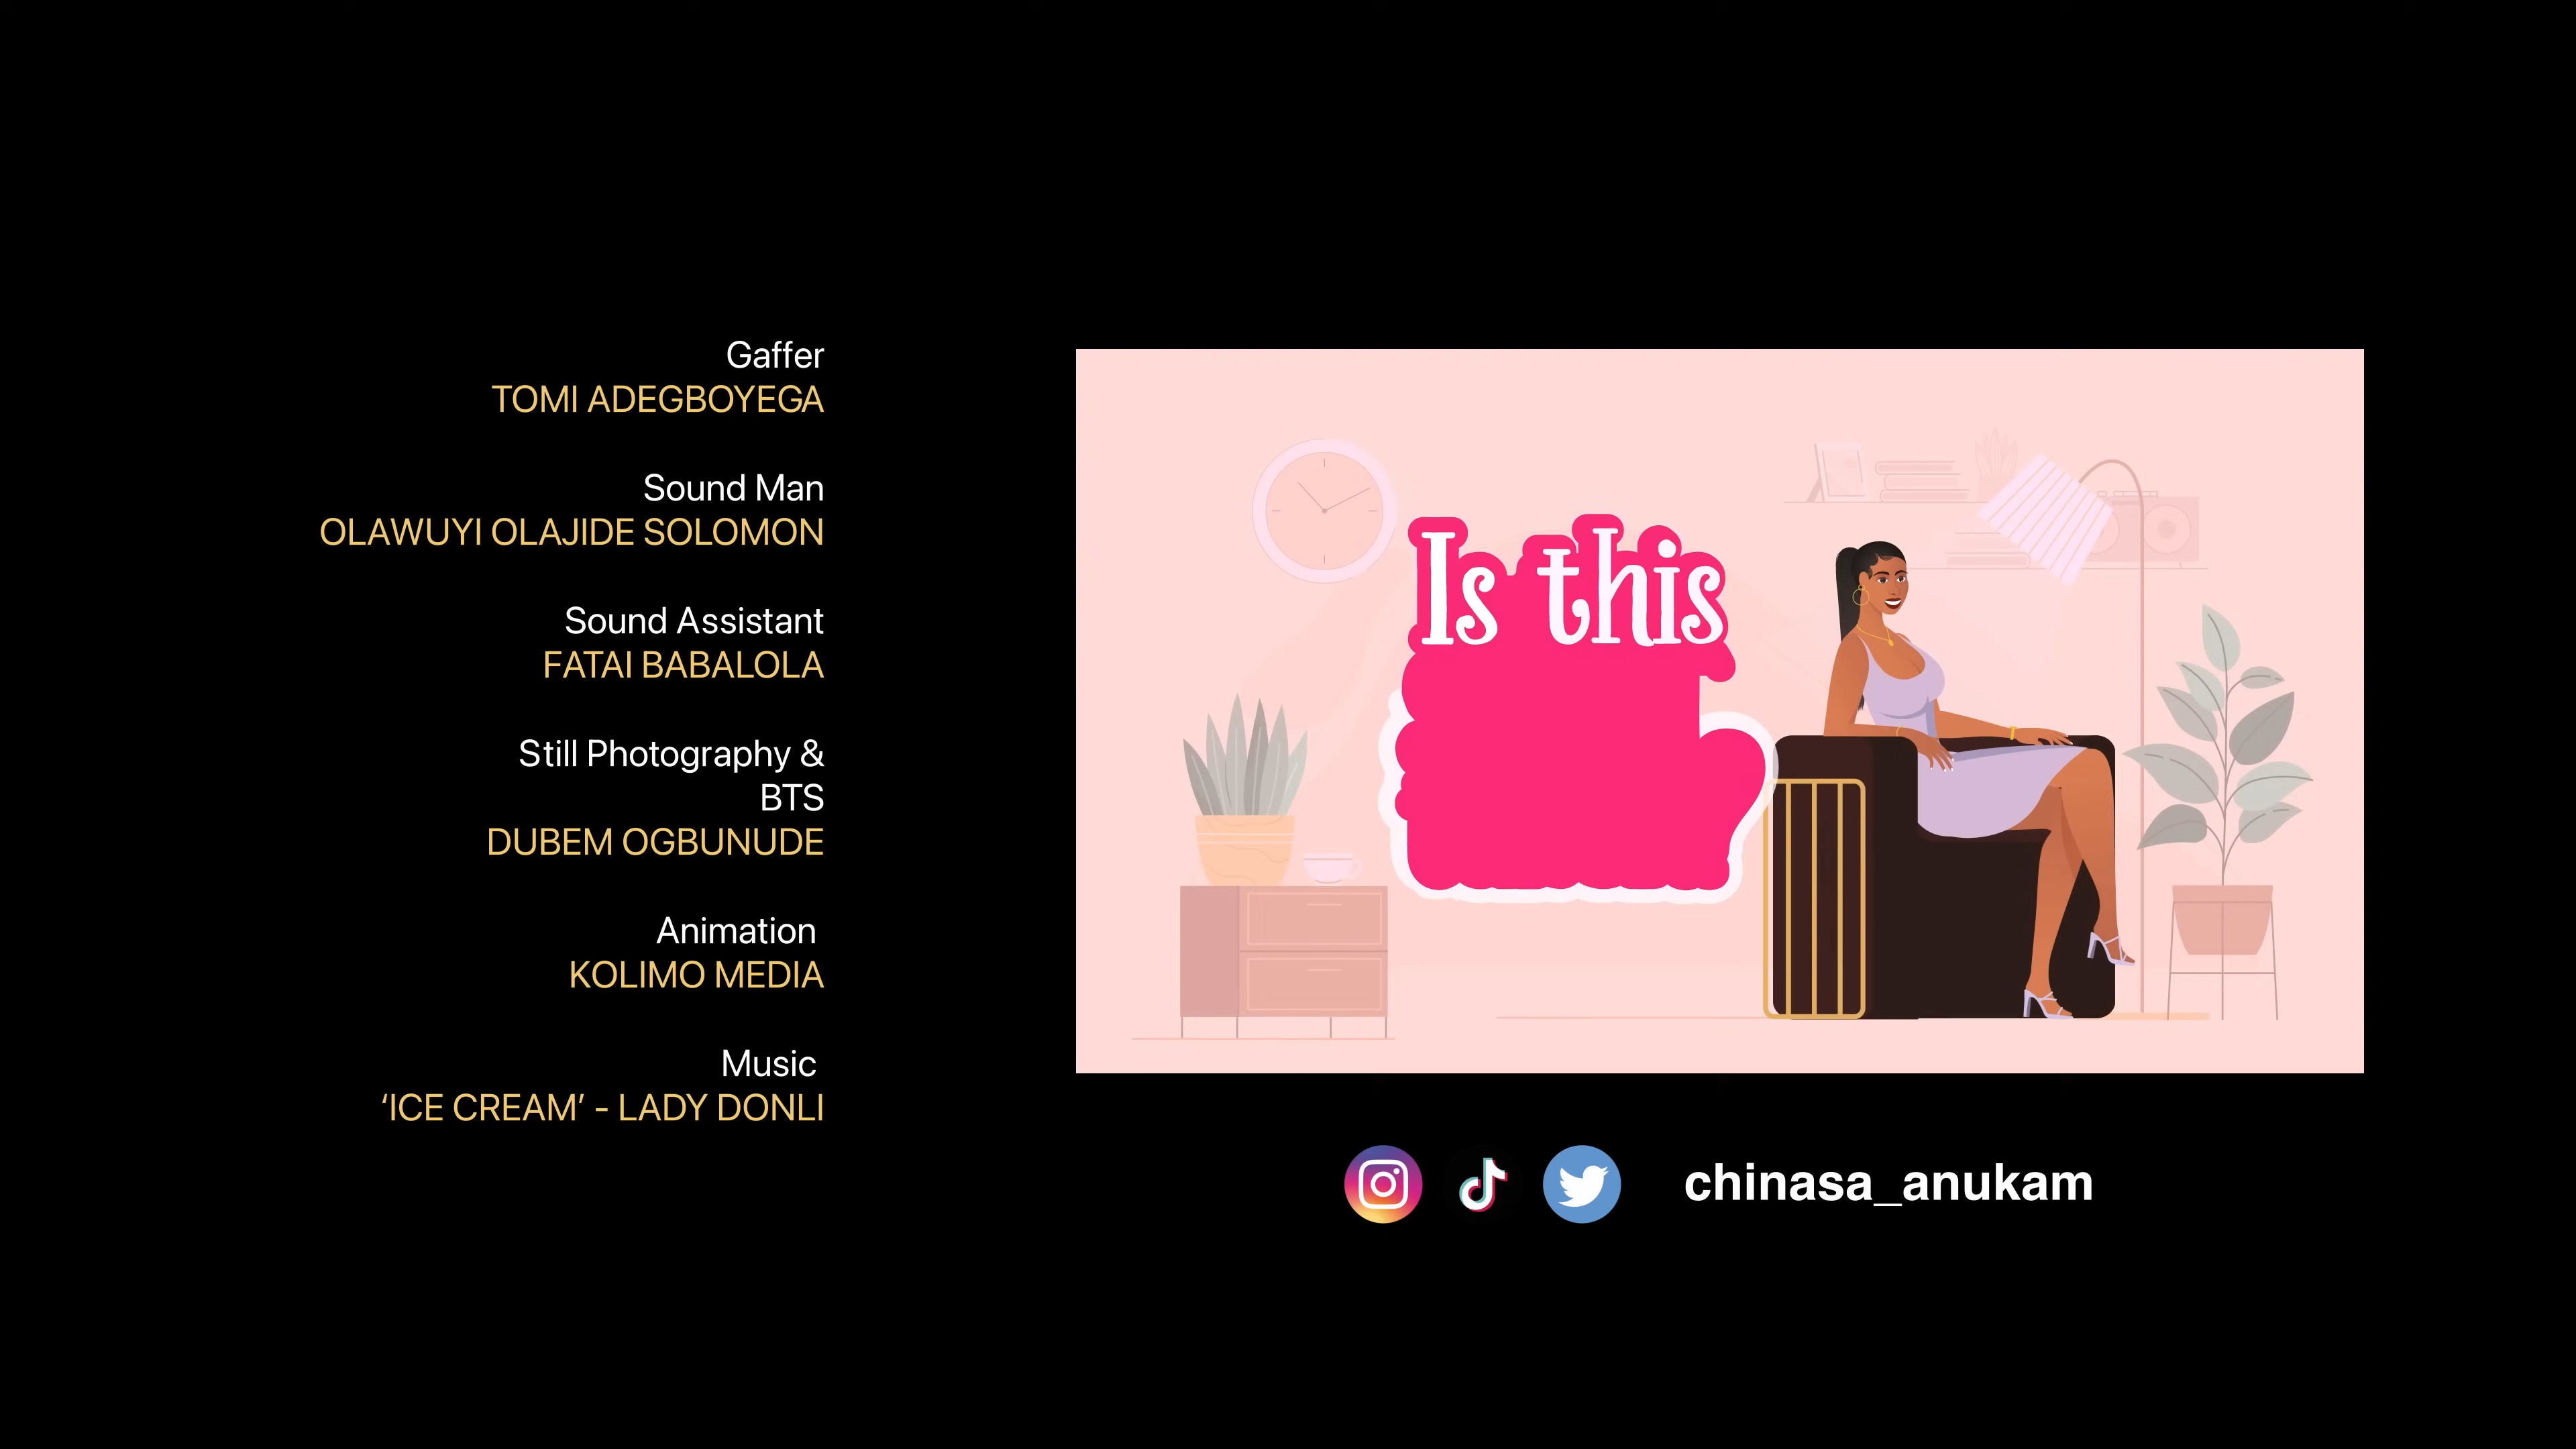 Gaffer
TOMI ADEGBOYEGA
Sound Man
OLAWUYI OLAJIDE SOLOMON
Sound Assistant
FATAI BABALOLA
Still Photography &
BTS
DUBEM OGBUNUDE
Animation
KOLIMO MEDIA
Music
‘ICE CREAM’ - LADY DONLI
Is this
chinasa_anukam